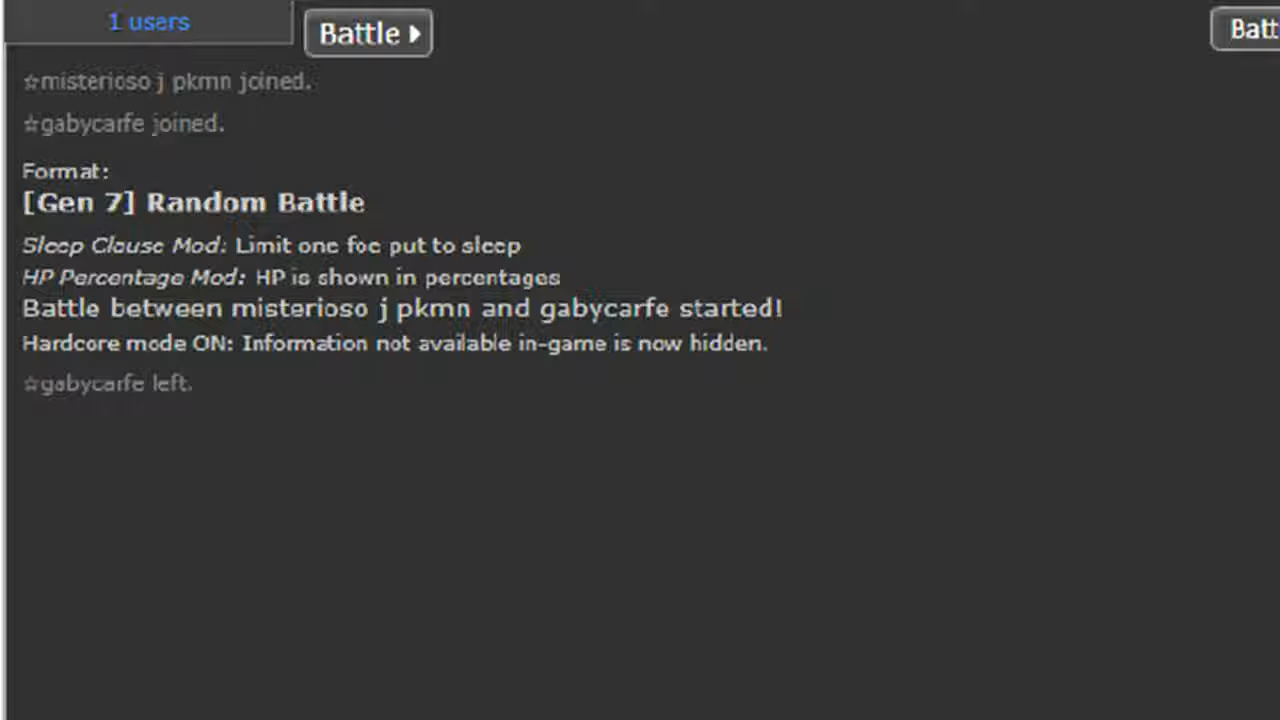 1 users
Battle
Batt
☆misterioso j pkmn joined.
☆gabycarfe joined.
Format:
[Gen 7] Random Battle
Sleep Clause Mod: Limit one foe put to sleep
HP Percentage Mod: HP is shown in percentages
Battle between misterioso j pkmn and gabycarfe started!
Hardcore mode ON: Information not available in-game is now hidden.
☆gabycarfe left.